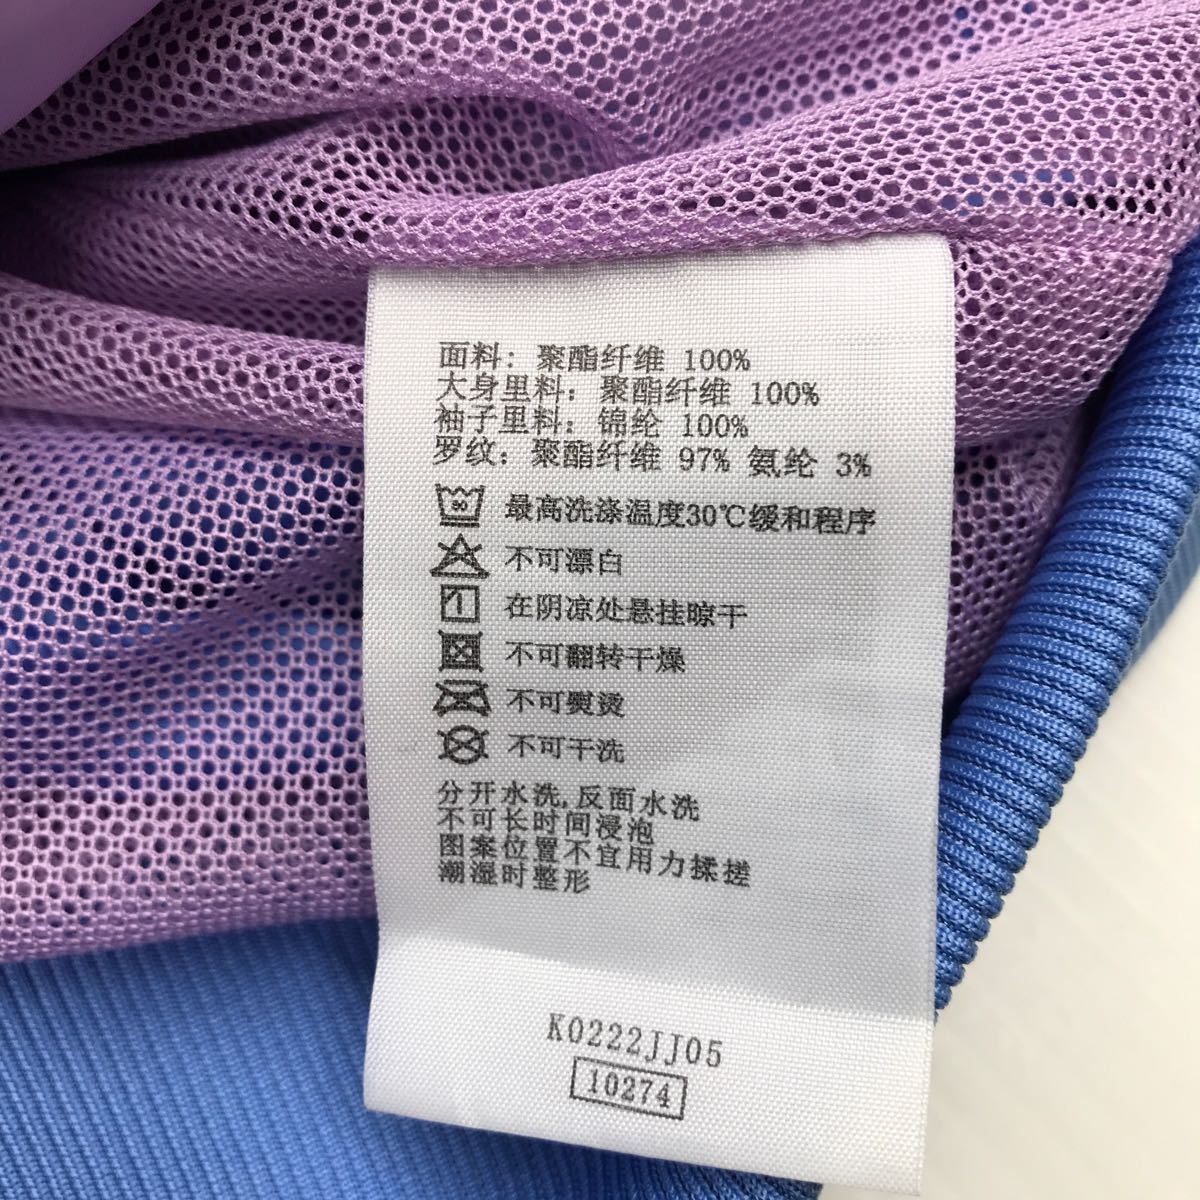 面料: 聚酯纤维 100%
大身里料: 聚酯纤维 100%
袖子里料: 锦纶 100%
罗纹: 聚酯纤维 97% 氨纶 3%
最高洗涤温度30℃缓和程序
不可漂白
在阴凉处悬挂晾干
不可翻转干燥
不可熨烫
不可干洗
分开水洗,反面水洗
不可长时间浸泡
图案位置不宜用力揉搓
潮湿时整形
K0222JJ05
10274